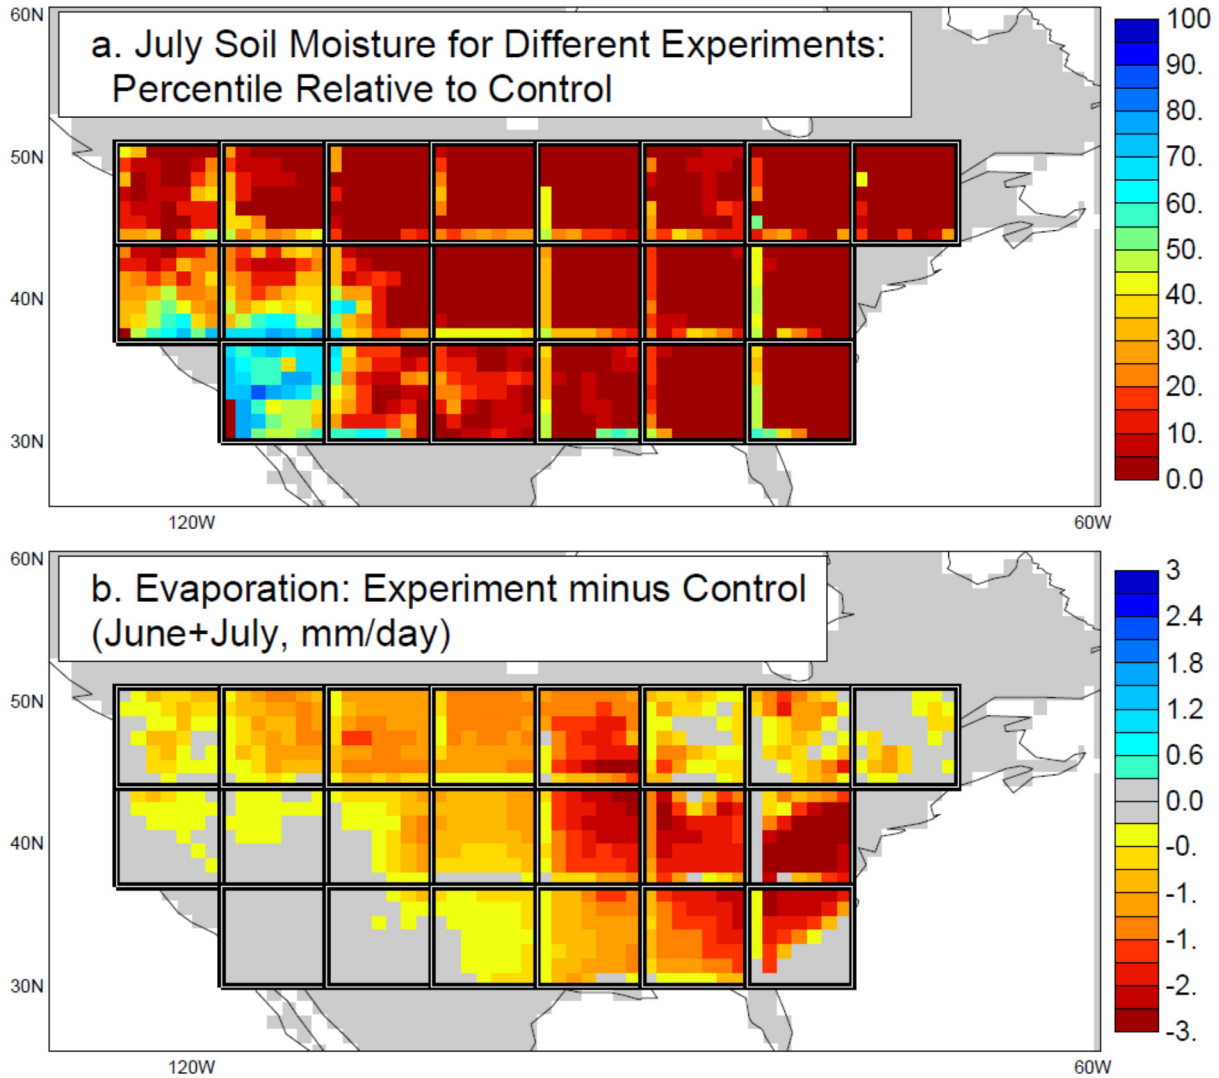 a. July Soil Moisture for Different Experiments:
Percentile Relative to Control
60N
50N
40N
30N
120W
60W
100
90.
80.
70.
60.
50.
40.
30.
20.
10.
0.0
b. Evaporation: Experiment minus Control
(June+July, mm/day)
60N
50N
40N
30N
120W
60W
3
2.4
1.8
1.2
0.6
0.0
-0.
-1.
-1.
-2.
-3.